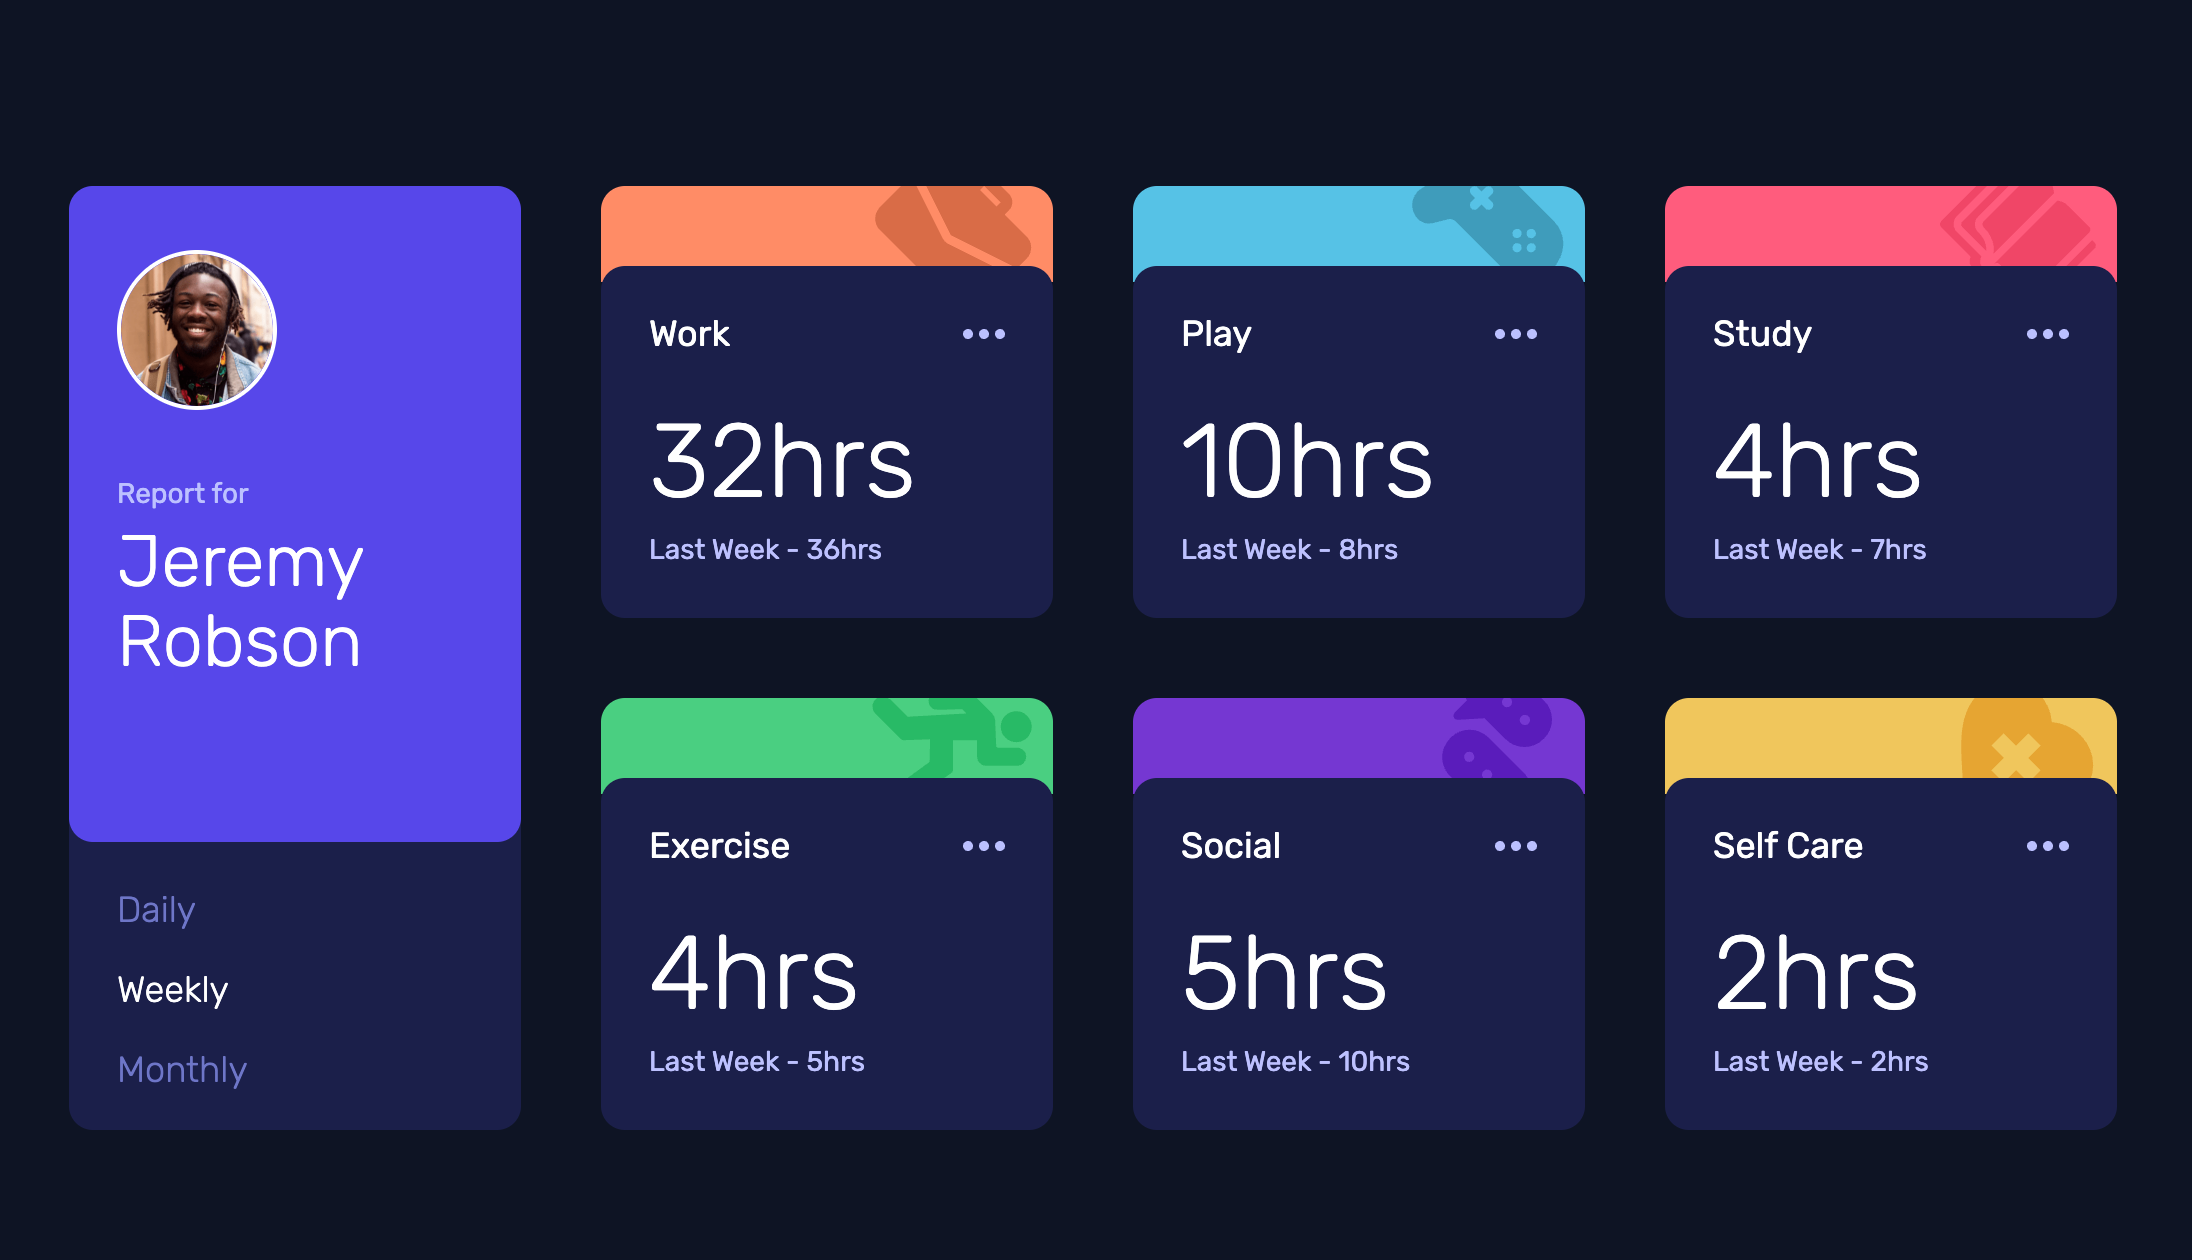 Report for
Jeremy
Robson
Daily
Weekly
Monthly
Work
32hrs
Last Week - 36hrs
Play
10hrs
Last Week - 8hrs
Study
4hrs
Last Week - 7hrs
Exercise
4hrs
Last Week - 5hrs
Social
5hrs
Last Week - 10hrs
Self Care
2hrs
Last Week - 2hrs